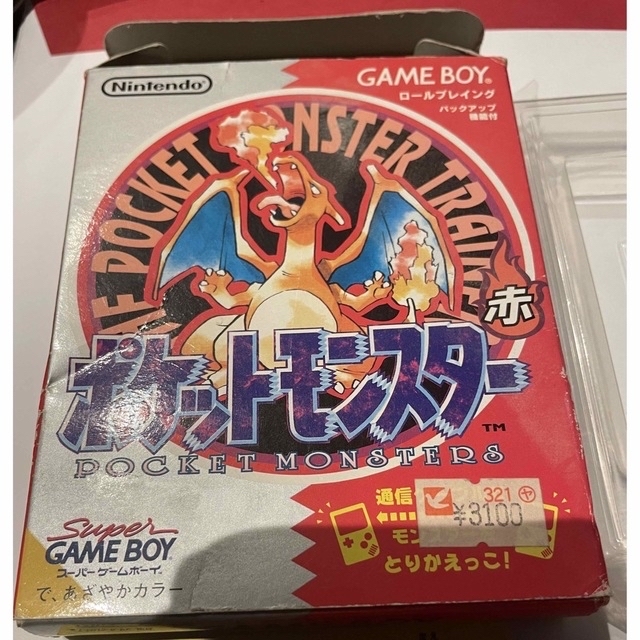 Nintendo
GAME BOY
ロールプレイング
バックアップ
機能付
POCKET MONSTER TRAINE
赤
ポケットモンスター
TM
POCKET MONSTERS
Super
GAME BOY
スーパーゲームボーイ
で、あざやかカラー
通信
321 ヤ
¥3100
モン
とりかえっこ!